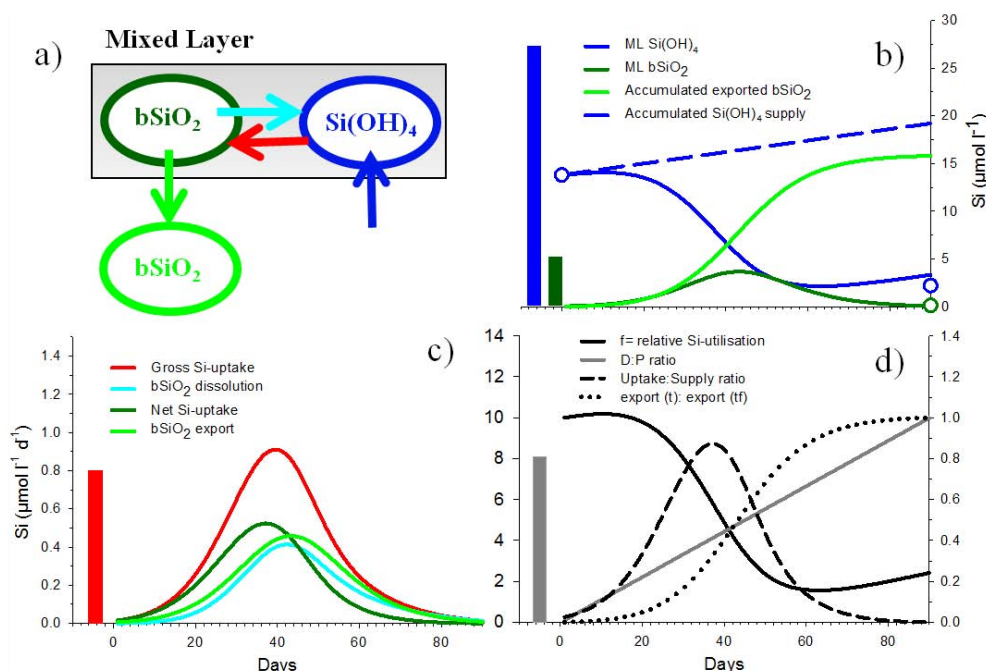 a)
Mixed Layer
bSiO₂
Si(OH)₄
bSiO₂
b)
ML Si(OH)₄
ML bSiO₂
Accumulated exported bSiO₂
Accumulated Si(OH)₄ supply
30
25
20
15
10
5
0
Si (µmol l⁻¹)
c)
Gross Si-uptake
bSiO₂ dissolution
Net Si-uptake
bSiO₂ export
1.4
1.2
1.0
0.8
0.6
0.4
0.2
0.0
Si (µmol l⁻¹ d⁻¹)
0 20 40 60 80
Days
d)
f= relative Si-utilisation
D:P ratio
Uptake:Supply ratio
export (t): export (tf)
14
12
10
8
6
4
2
0
1.4
1.2
1.0
0.8
0.6
0.4
0.2
0.0
0 20 40 60 80
Days